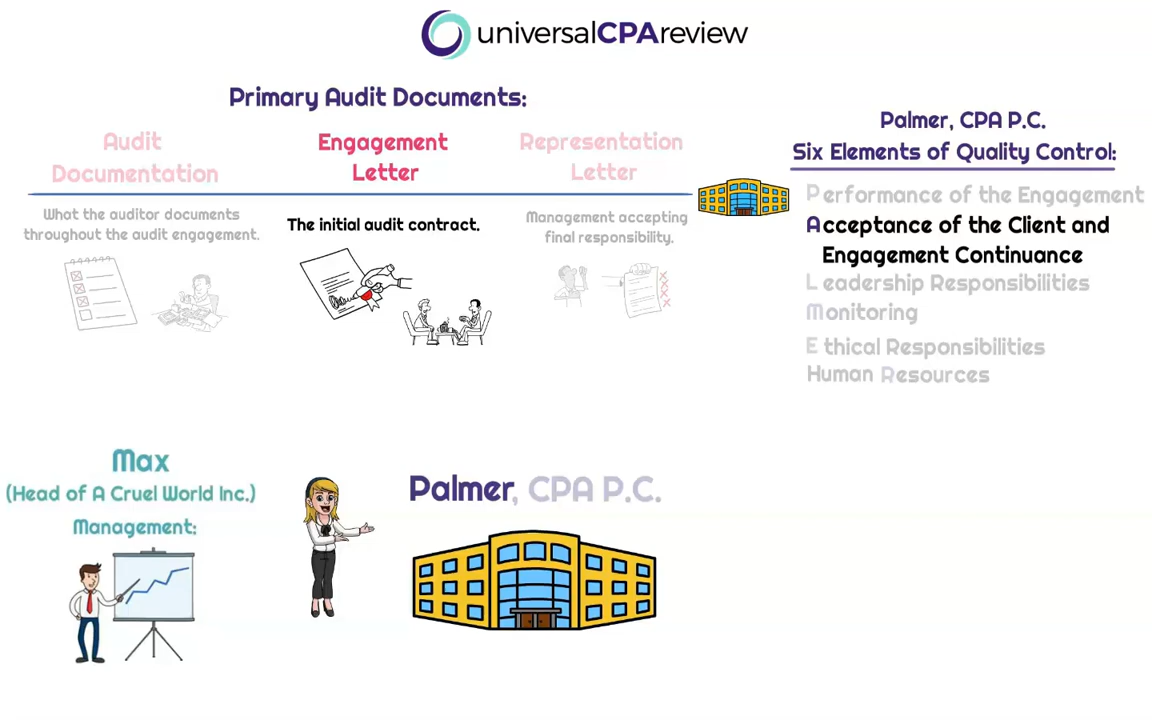 universalCPAreview
Primary Audit Documents:
Audit
Documentation
What the auditor documents
throughout the audit engagement.
Engagement
Letter
The initial audit contract.
Representation
Letter
Management accepting
final responsibility.
Palmer, CPA P.C.
Six Elements of Quality Control:
Performance of the Engagement
Acceptance of the Client and
Engagement Continuance
Leadership Responsibilities
Monitoring
Ethical Responsibilities
Human Resources
Max
(Head of A Cruel World Inc.)
Management:
Palmer, CPA P.C.